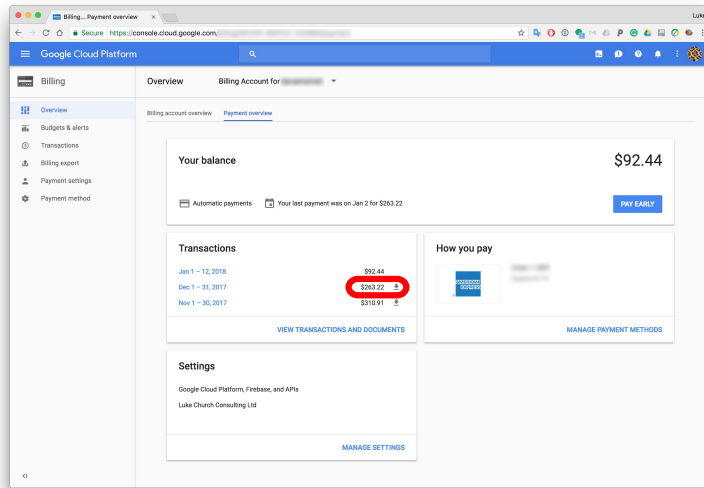 Billing... Payment overview
Luke
Secure https://console.cloud.google.com/
Google Cloud Platform
Billing
Overview
Billing Account for
Overview
Budgets & alerts
Transactions
Billing export
Payment settings
Payment method
Billing account overview
Payment overview
Your balance
$92.44
Automatic payments
Your last payment was on Jan 2 for $263.22
PAY EARLY
Transactions
Jan 1 – 12, 2018 $92.44
Dec 1 – 31, 2017 $263.22
Nov 1 – 30, 2017 $310.91
VIEW TRANSACTIONS AND DOCUMENTS
How you pay
AMERICAN
EXPRESS
MANAGE PAYMENT METHODS
Settings
Google Cloud Platform, Firebase, and APIs
Luke Church Consulting Ltd
MANAGE SETTINGS